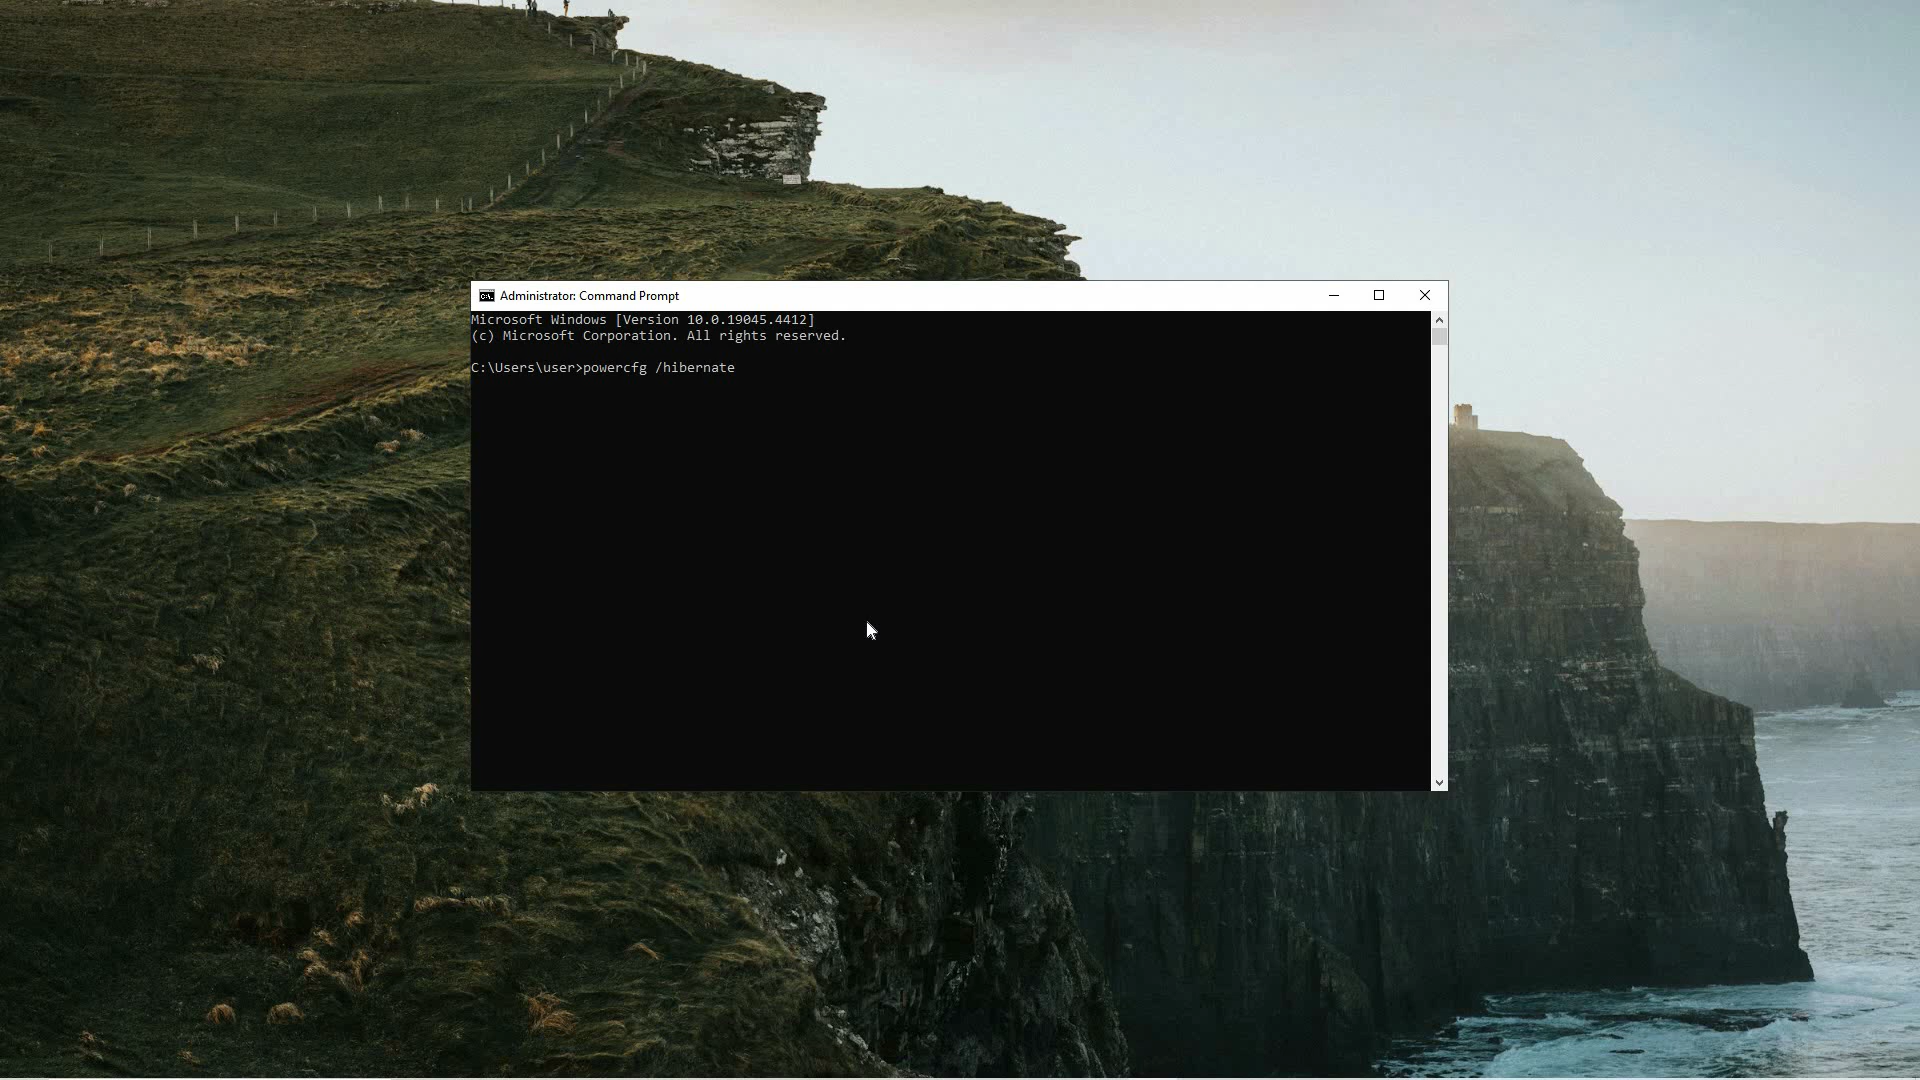 Administrator: Command Prompt
Microsoft Windows [Version 10.0.19045.4412]
(c) Microsoft Corporation. All rights reserved.
C:\Users\user>powercfg /hibernate